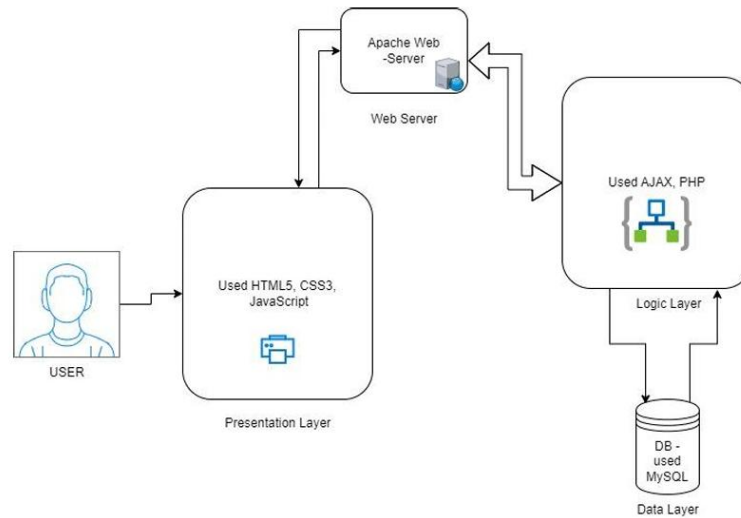 Apache Web
-Server
Web Server
Used AJAX, PHP
Logic Layer
Used HTML5, CSS3,
JavaScript
Presentation Layer
USER
DB -
used
MySQL
Data Layer